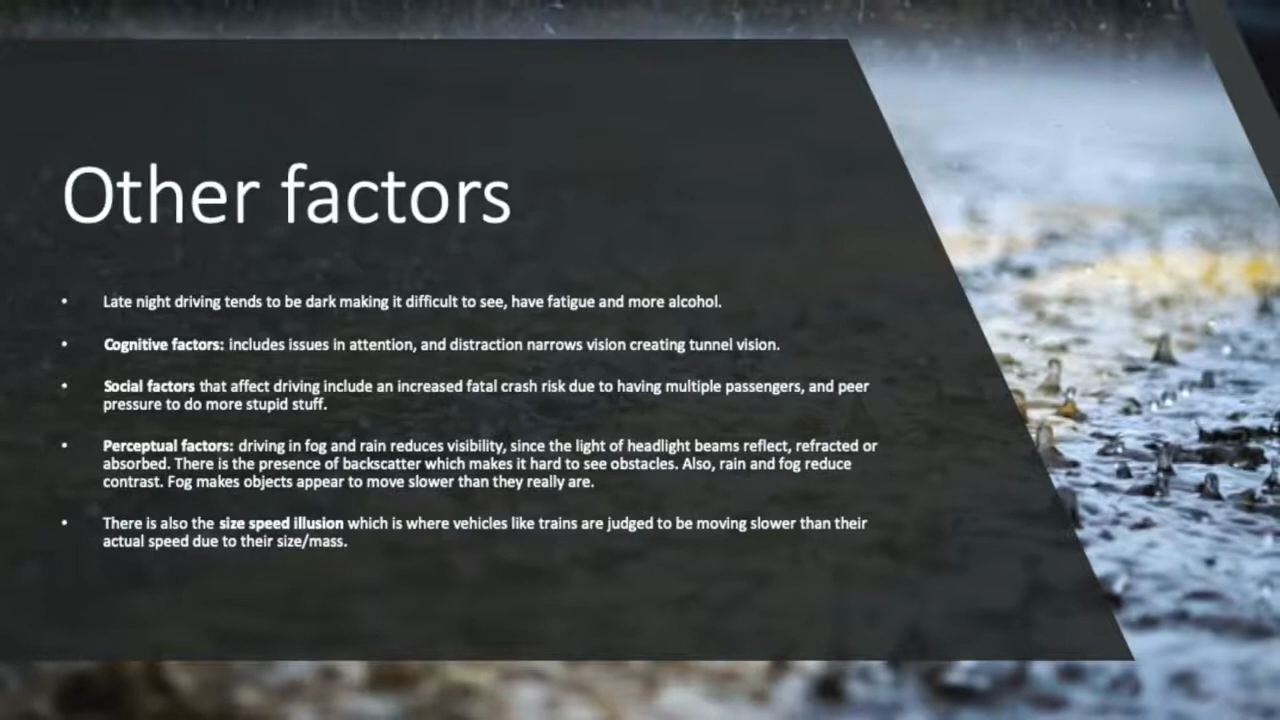 Other factors
• Late night driving tends to be dark making it difficult to see, have fatigue and more alcohol.
• Cognitive factors: includes issues in attention, and distraction narrows vision creating tunnel vision.
• Social factors that affect driving include an increased fatal crash risk due to having multiple passengers, and peer
pressure to do more stupid stuff.
• Perceptual factors: driving in fog and rain reduces visibility, since the light of headlight beams reflect, refracted or
absorbed. There is the presence of backscatter which makes it hard to see obstacles. Also, rain and fog reduce
contrast. Fog makes objects appear to move slower than they really are.
• There is also the size speed illusion which is where vehicles like trains are judged to be moving slower than their
actual speed due to their size/mass.